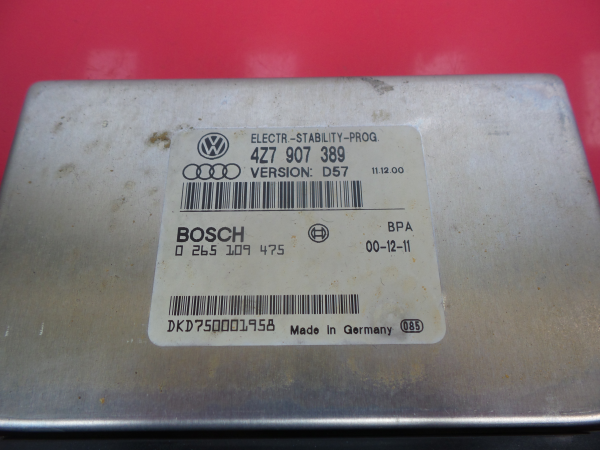 ELECTR.-STABILITY-PROG.
4Z7 907 389
VERSION: D57 11.12.00
BOSCH BPA
0 265 109 475 00-12-11
DKD750001958 Made in Germany 085